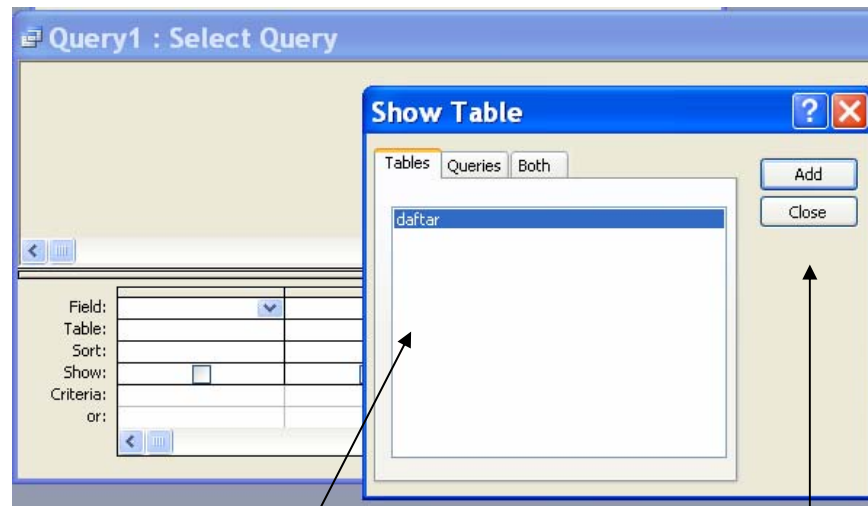 Query1 : Select Query
Show Table
Tables Queries Both
Add
Close
daftar
Field:
Table:
Sort:
Show:
Criteria:
or: